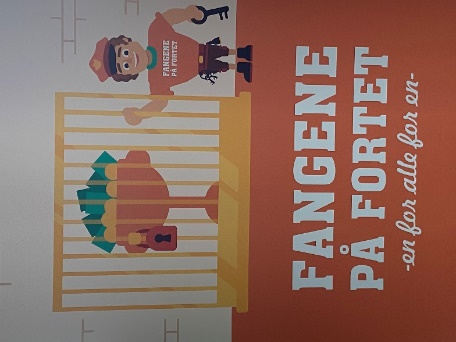 FANGENE
PÅ FORTET
FANGENE
PÅ FORTET
-en for alle for en-